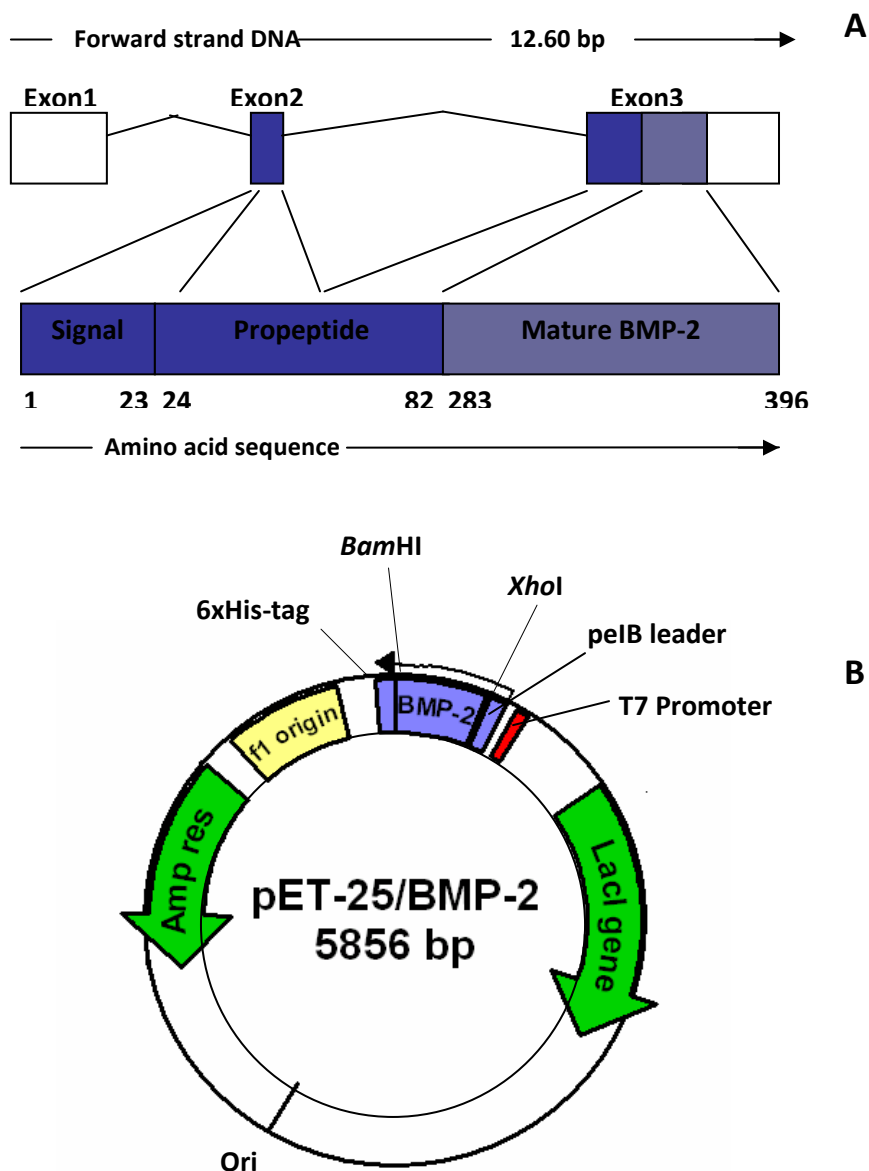 A
Forward strand DNA 12.60 bp
Exon1 Exon2 Exon3
Signal Propeptide Mature BMP-2
1 23 24 82 283 396
Amino acid sequence
BamHI
XhoI
6xHis-tag
pelB leader
B
T7 Promoter
BMP-2
f1 origin
Amp res
LacI gene
pET-25/BMP-2
5856 bp
Ori